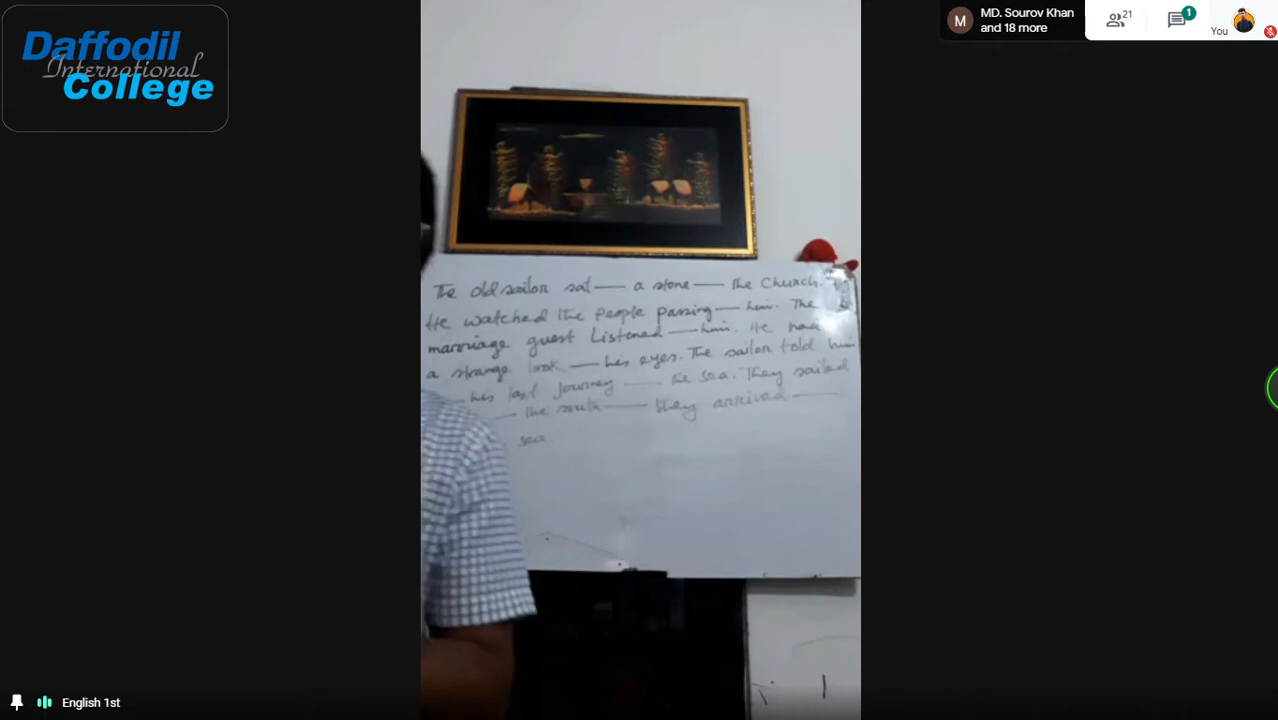 Daffodil
International
College
MD. Sourov Khan
and 18 more
21
1
You
M
The old sailor sat — a stone — the Church.
He watched the people passing — him. The
marriage guest Listened — him. He had
a strange look — his eyes. The sailor told him
— his last Journey — the sea. They sailed
— the south — they arrived —
sea.
English 1st